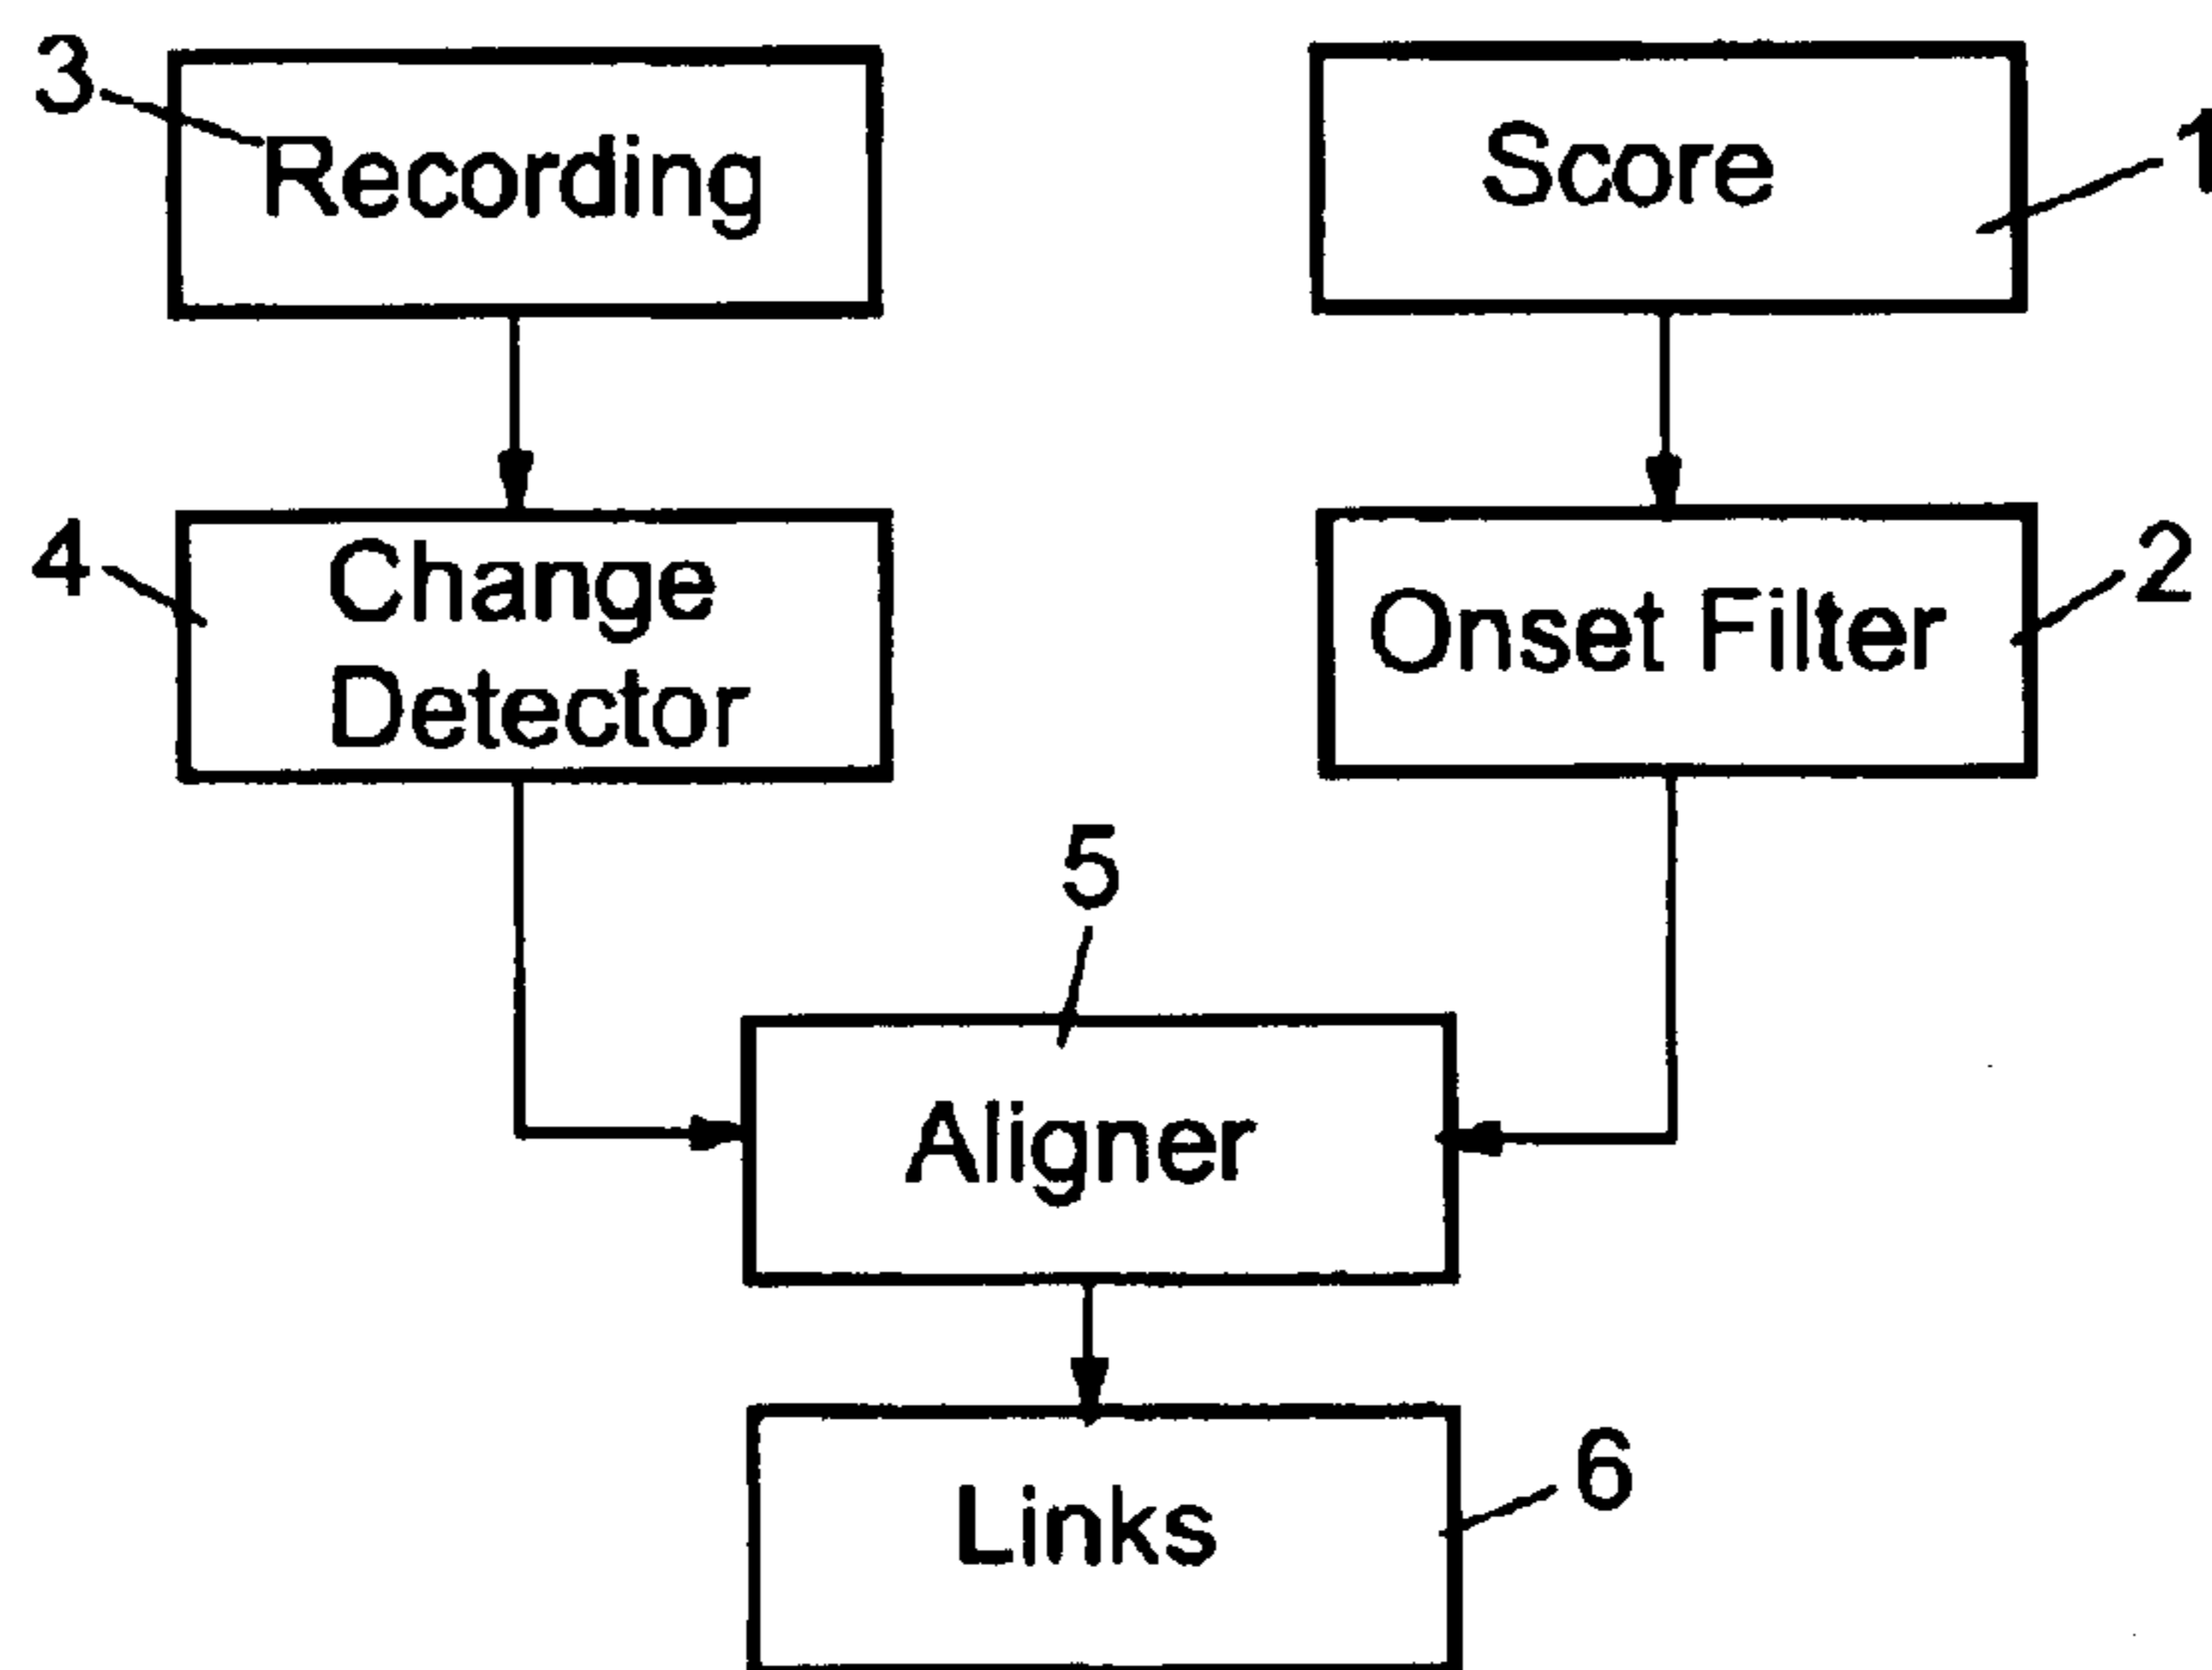 3
Recording
Score
1
4
Change
Detector
Onset Filter
2
5
Aligner
Links
6